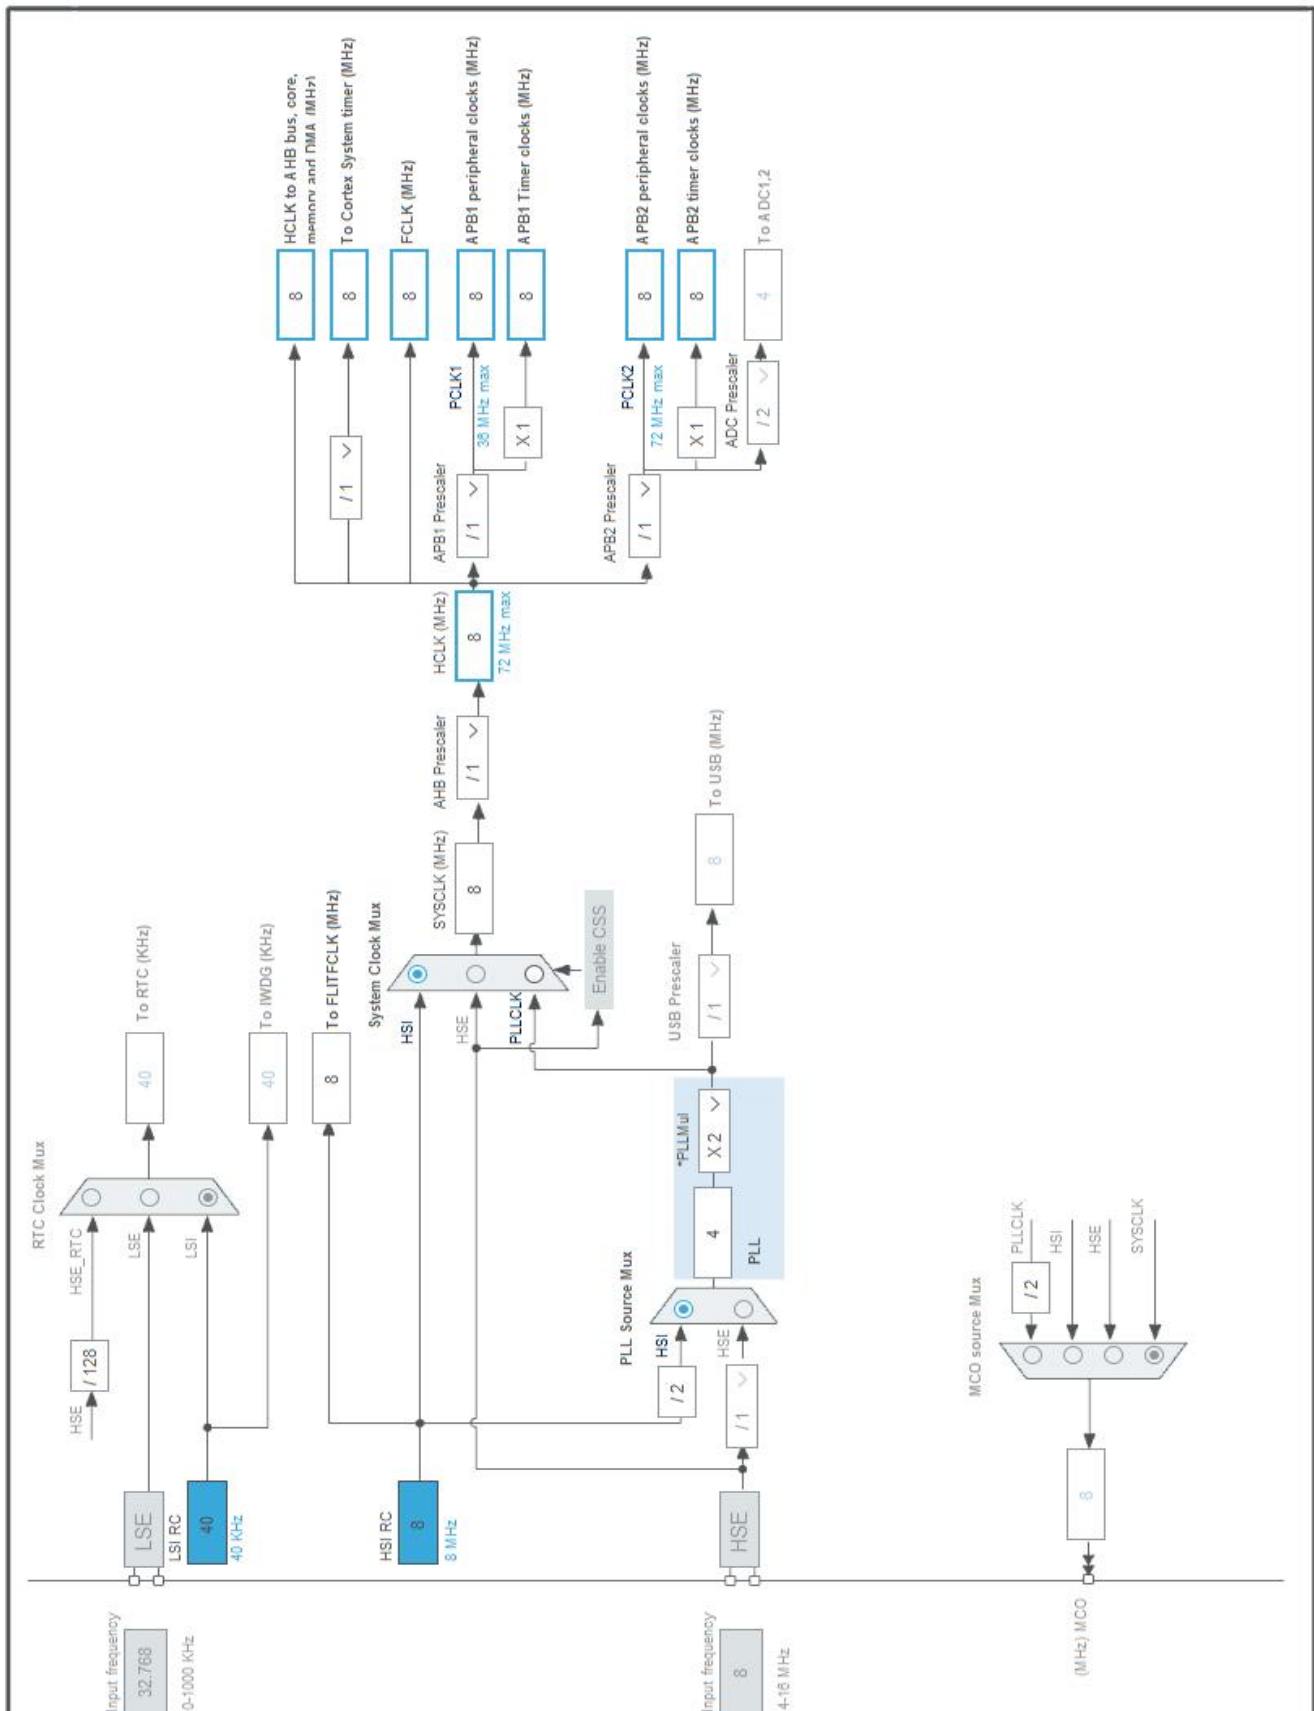 Input frequency
32.768
0-1000 KHz
LSE
LSI RC
40
40 KHz
HSE
/ 128
HSE_RTC
LSE
LSI
RTC Clock Mux
40
To RTC (KHz)
40
To IWDG (KHz)
8
To FLITFCLK (MHz)
HSI RC
8
8 MHz
HSI
HSE
PLLCLK
System Clock Mux
Enable CSS
SYSCLK (MHz)
8
AHB Prescaler
/ 1
HCLK (MHz)
8
72 MHz max
/ 1
8
HCLK to AHB bus, core,
memory and DMA (MHz)
8
To Cortex System timer (MHz)
8
FCLK (MHz)
APB1 Prescaler
/ 1
PCLK1
36 MHz max
8
APB1 peripheral clocks (MHz)
X 1
8
APB1 Timer clocks (MHz)
APB2 Prescaler
/ 1
PCLK2
72 MHz max
8
APB2 peripheral clocks (MHz)
X 1
8
APB2 timer clocks (MHz)
ADC Prescaler
/ 2
4
To ADC1,2
Input frequency
8
4-16 MHz
HSE
/ 2
/ 1
HSI
HSE
PLL Source Mux
4
*PLLMul
X 2
PLL
USB Prescaler
/ 1
8
To USB (MHz)
(MHz) MCO
8
MCO source Mux
/ 2
PLLCLK
HSI
HSE
SYSCLK